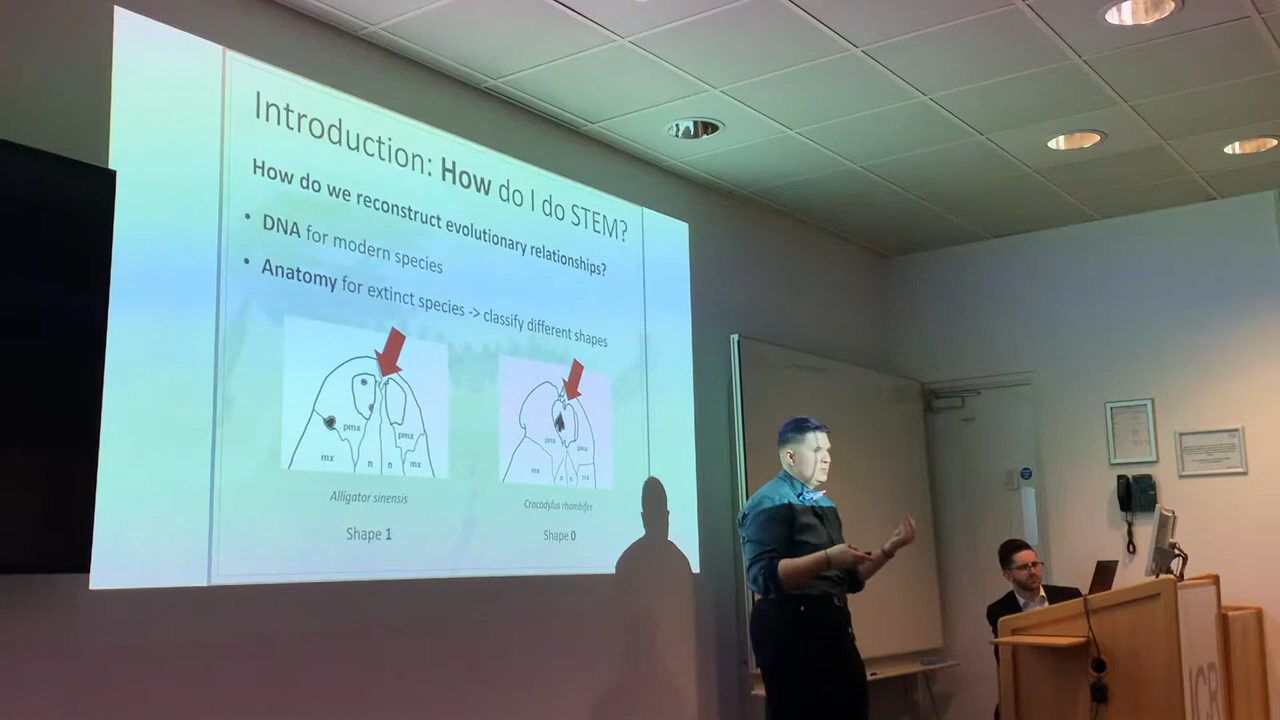 Introduction: How do I do STEM?
How do we reconstruct evolutionary relationships?
• DNA for modern species
• Anatomy for extinct species -> classify different shapes
pmx pmx
mx n n mx
pmx pmx
mx n n mx
Alligator sinensis Crocodylus rhombifer
Shape 1 Shape 0
UCB